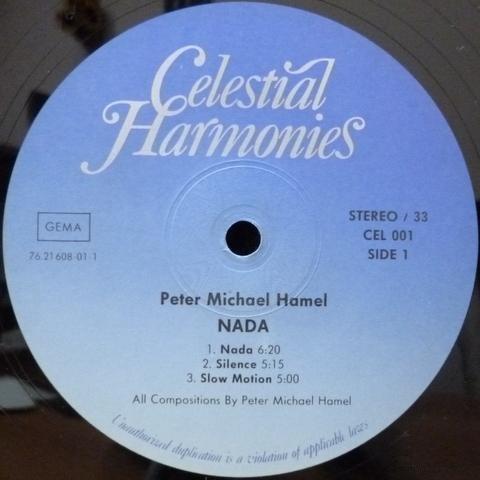 Celestial
Harmonies
GEMA
76.21608-01-1
STEREO / 33
CEL 001
SIDE 1
Peter Michael Hamel
NADA
1. Nada 6:20
2. Silence 5:15
3. Slow Motion 5:00
All Compositions By Peter Michael Hamel
Unauthorized duplication is a violation of applicable laws